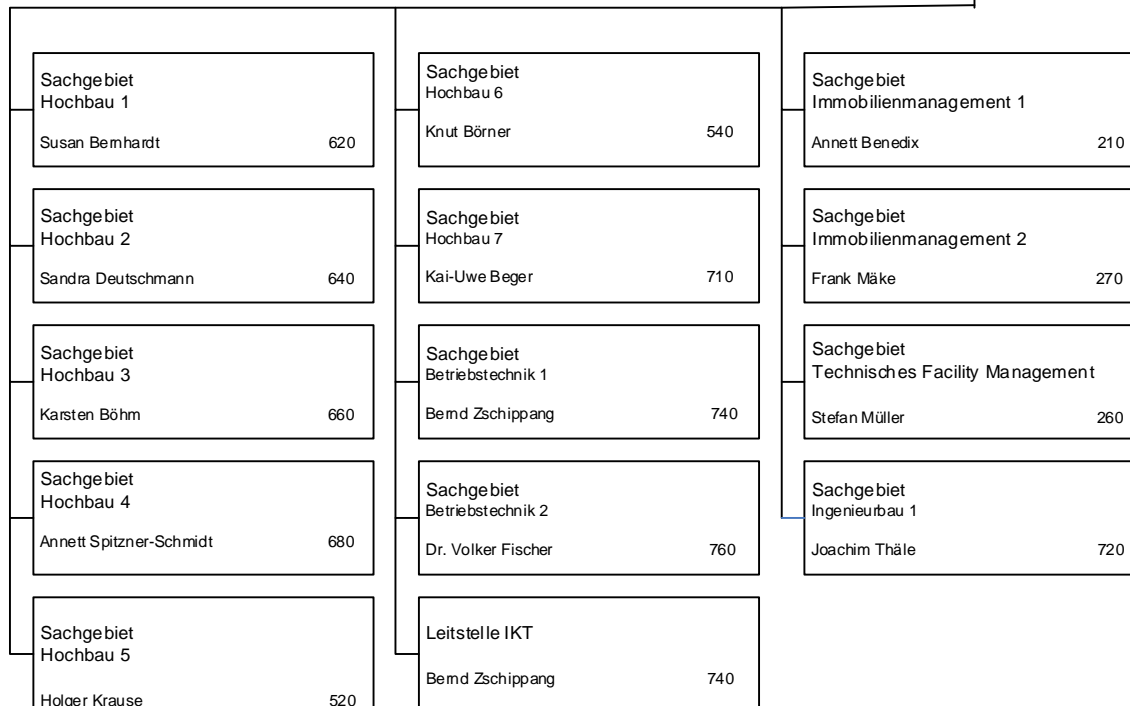 Sachgebiet
Hochbau 1
Susan Bernhardt 620
Sachgebiet
Hochbau 2
Sandra Deutschmann 640
Sachgebiet
Hochbau 3
Karsten Böhm 660
Sachgebiet
Hochbau 4
Annett Spitzner-Schmidt 680
Sachgebiet
Hochbau 5
Holger Krause 520
Sachgebiet
Hochbau 6
Knut Börner 540
Sachgebiet
Hochbau 7
Kai-Uwe Beger 710
Sachgebiet
Betriebstechnik 1
Bernd Zschippang 740
Sachgebiet
Betriebstechnik 2
Dr. Volker Fischer 760
Leitstelle IKT
Bernd Zschippang 740
Sachgebiet
Immobilienmanagement 1
Annett Benedix 210
Sachgebiet
Immobilienmanagement 2
Frank Mäke 270
Sachgebiet
Technisches Facility Management
Stefan Müller 260
Sachgebiet
Ingenieurbau 1
Joachim Thäle 720